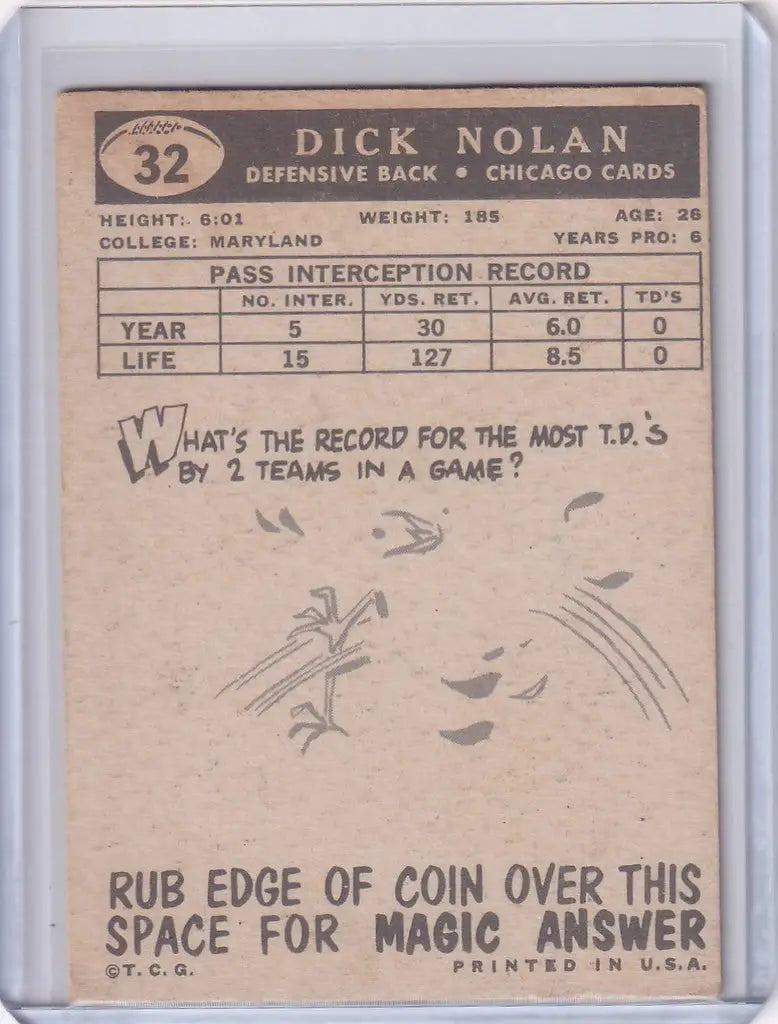 32
DICK NOLAN
DEFENSIVE BACK • CHICAGO CARDS
HEIGHT: 6:01 WEIGHT: 185 AGE: 26
COLLEGE: MARYLAND YEARS PRO: 6
PASS INTERCEPTION RECORD
NO. INTER. YDS. RET. AVG. RET. TD'S
YEAR 5 30 6.0 0
LIFE 15 127 8.5 0
WHAT'S THE RECORD FOR THE MOST T.D.'S
BY 2 TEAMS IN A GAME?
RUB EDGE OF COIN OVER THIS
SPACE FOR MAGIC ANSWER
©T.C.G. PRINTED IN U.S.A.